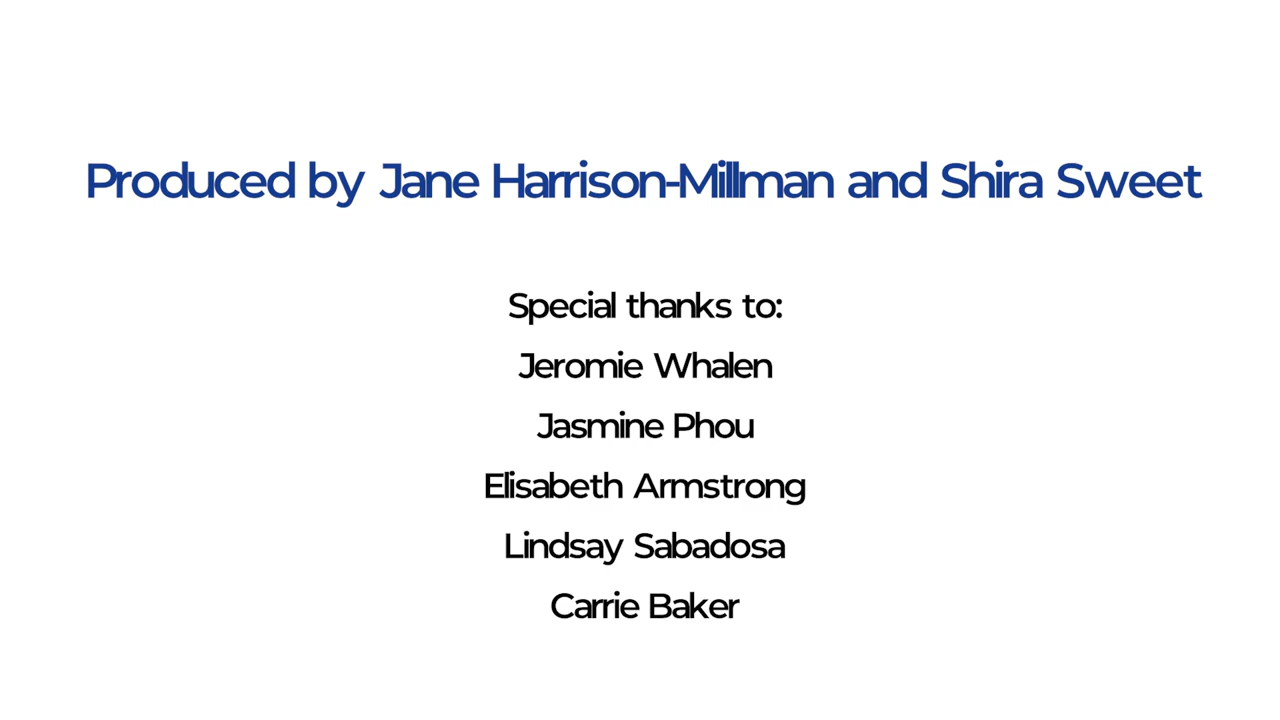 Produced by Jane Harrison-Millman and Shira Sweet
Special thanks to:
Jeromie Whalen
Jasmine Phou
Elisabeth Armstrong
Lindsay Sabadosa
Carrie Baker